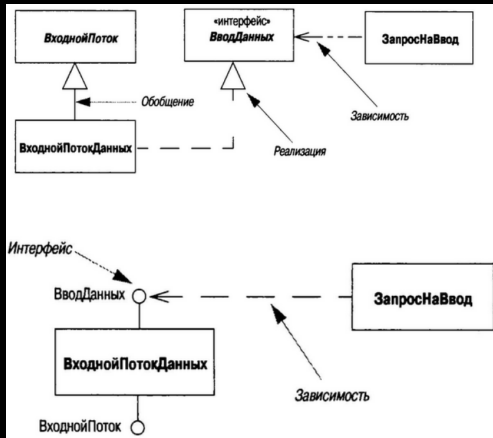 «интерфейс»
ВходнойПоток
ВводДанных
ЗапросНаВвод
Обобщение
Зависимость
ВходнойПотокДанных
Реализация
Интерфейс
ВводДанных
ЗапросНаВвод
ВходнойПотокДанных
Зависимость
ВходнойПоток